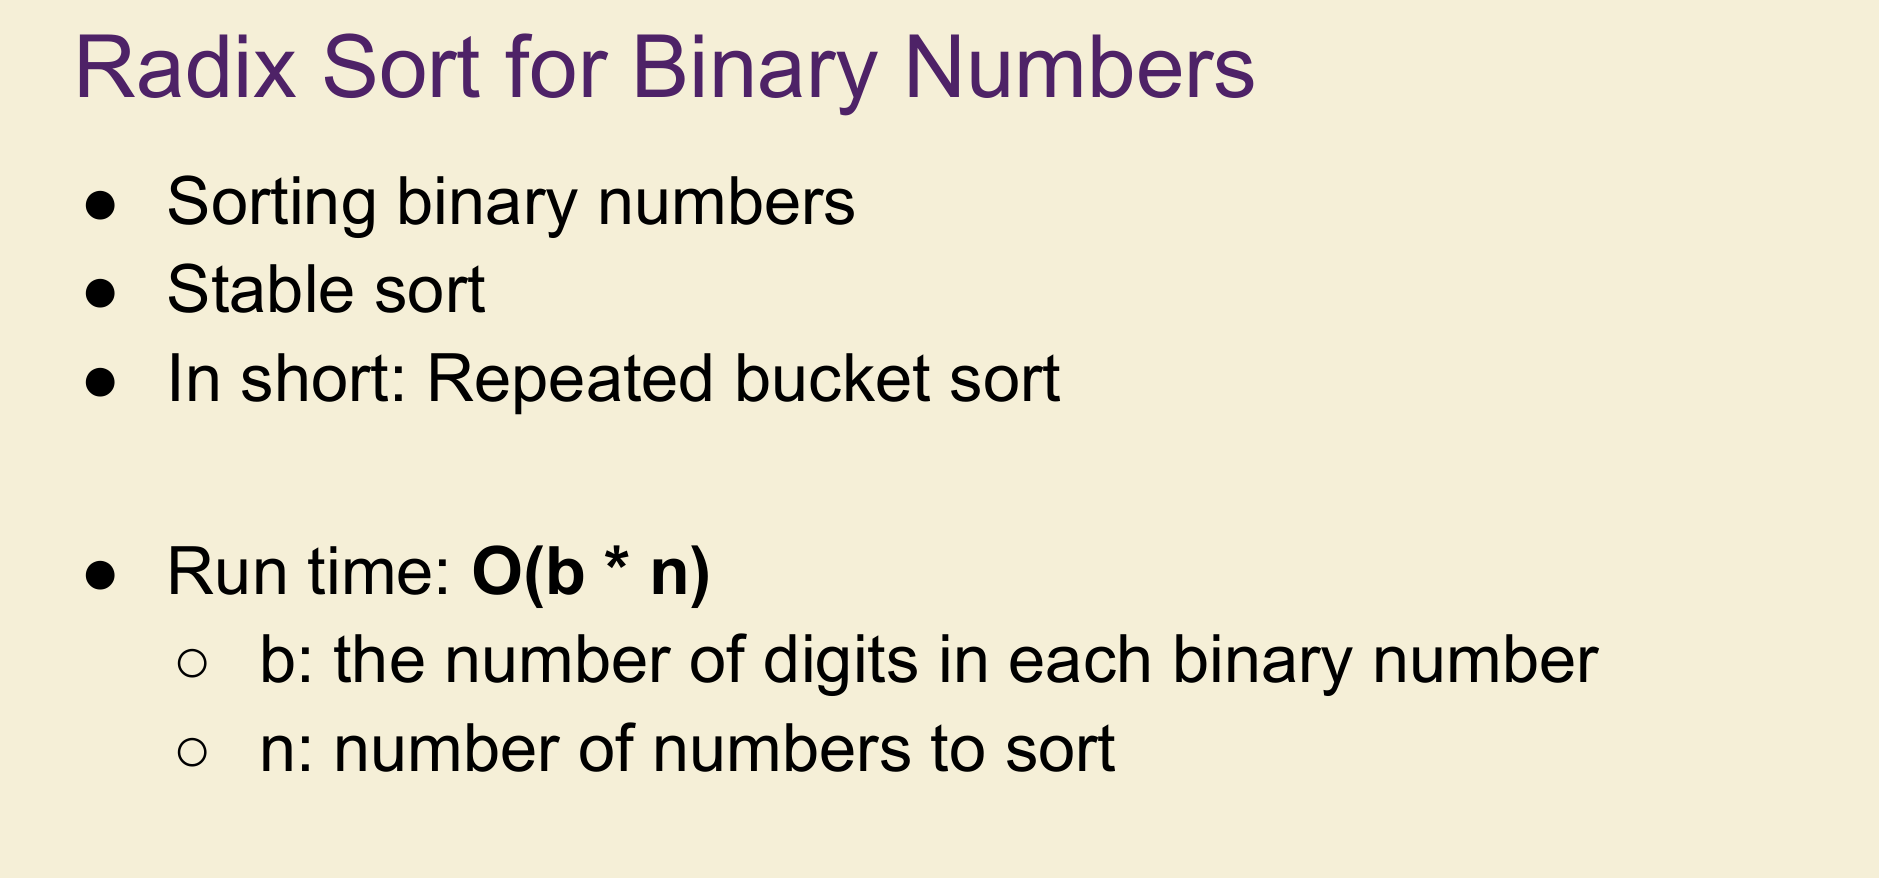 Radix Sort for Binary Numbers
● Sorting binary numbers
● Stable sort
● In short: Repeated bucket sort
● Run time: O(b * n)
○ b: the number of digits in each binary number
○ n: number of numbers to sort